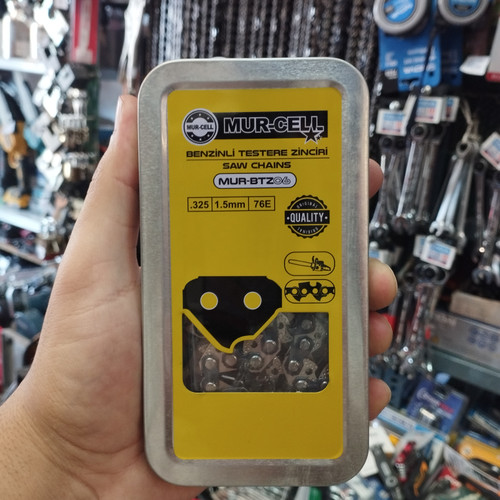 MUR-CELL
MUR-CELL
BENZİNLİ TESTERE ZİNCİRİ
SAW CHAINS
MUR-BTZ06
.325 1.5mm 76E
ORIGINAL
QUALITY